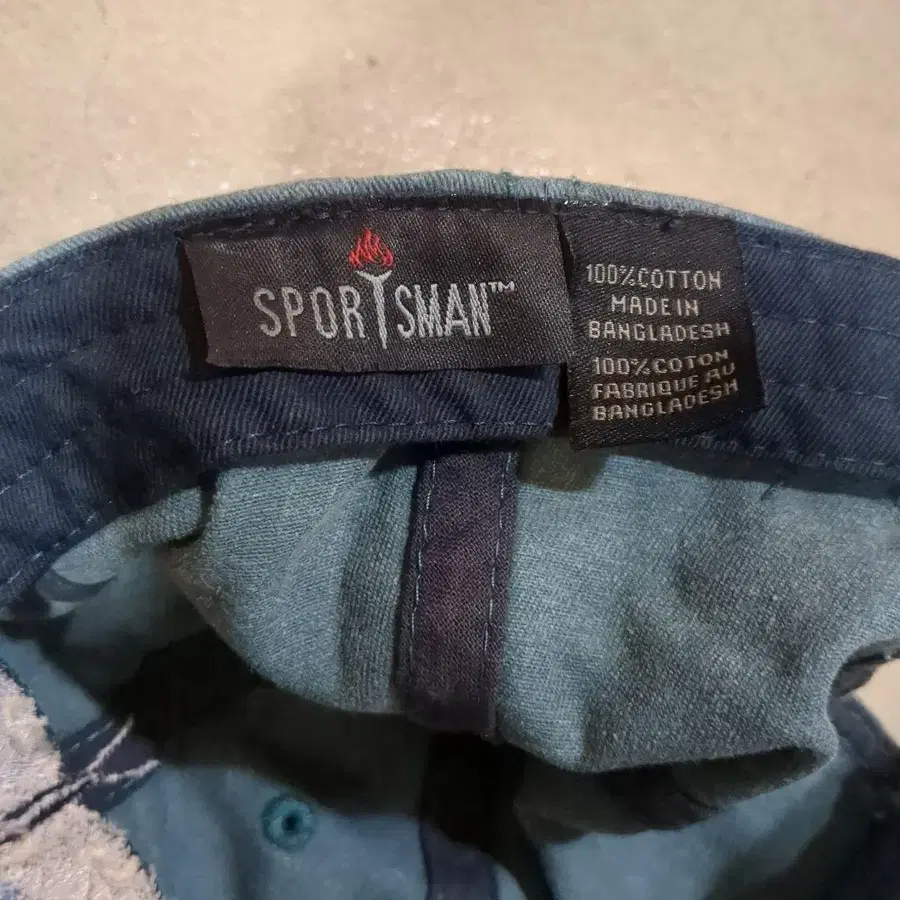 SPORTSMAN™
100% COTTON
MADE IN
BANGLADESH
100% COTON
FABRIQUE AU
BANGLADESH